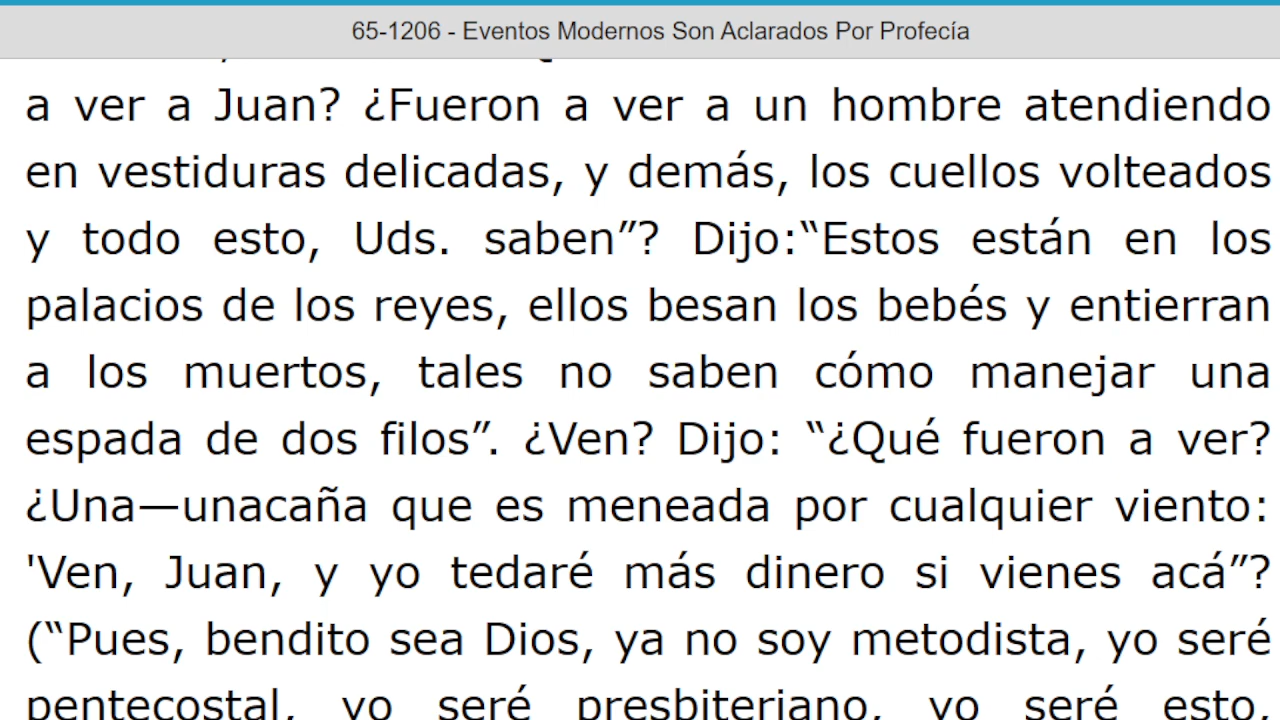 65-1206 - Eventos Modernos Son Aclarados Por Profecía
a ver a Juan? ¿Fueron a ver a un hombre atendiendo
en vestiduras delicadas, y demás, los cuellos volteados
y todo esto, Uds. saben”? Dijo:“Estos están en los
palacios de los reyes, ellos besan los bebés y entierran
a los muertos, tales no saben cómo manejar una
espada de dos filos”. ¿Ven? Dijo: “¿Qué fueron a ver?
¿Una—unacaña que es meneada por cualquier viento:
'Ven, Juan, y yo tedaré más dinero si vienes acá”?
(“Pues, bendito sea Dios, ya no soy metodista, yo seré
pentecostal, yo seré presbiteriano, yo seré esto,